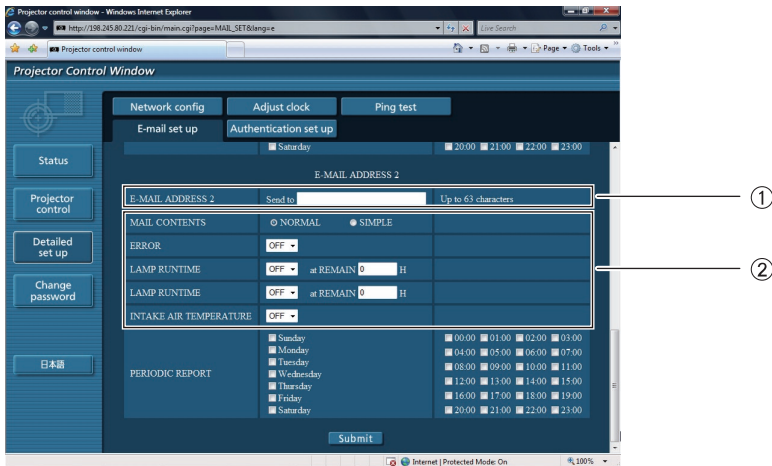 Projector control window - Windows Internet Explorer
http://198.245.80.221/cgi-bin/main.cgi?page=MAIL_SET&lang=e
Live Search
Projector control window
Page
Tools
Projector Control Window
Network config
Adjust clock
Ping test
E-mail set up
Authentication set up
Status
Projector control
Detailed set up
Change password
日本語
Saturday
20:00 21:00 22:00 23:00
E-MAIL ADDRESS 2
E-MAIL ADDRESS 2 Send to Up to 63 characters
①
MAIL CONTENTS NORMAL SIMPLE
ERROR OFF
LAMP RUNTIME OFF at REMAIN 0 H
②
LAMP RUNTIME OFF at REMAIN 0 H
INTAKE AIR TEMPERATURE OFF
PERIODIC REPORT
Sunday
Monday
Tuesday
Wednesday
Thursday
Friday
Saturday
00:00 01:00 02:00 03:00
04:00 05:00 06:00 07:00
08:00 09:00 10:00 11:00
12:00 13:00 14:00 15:00
16:00 17:00 18:00 19:00
20:00 21:00 22:00 23:00
Submit
Internet | Protected Mode: On
100%